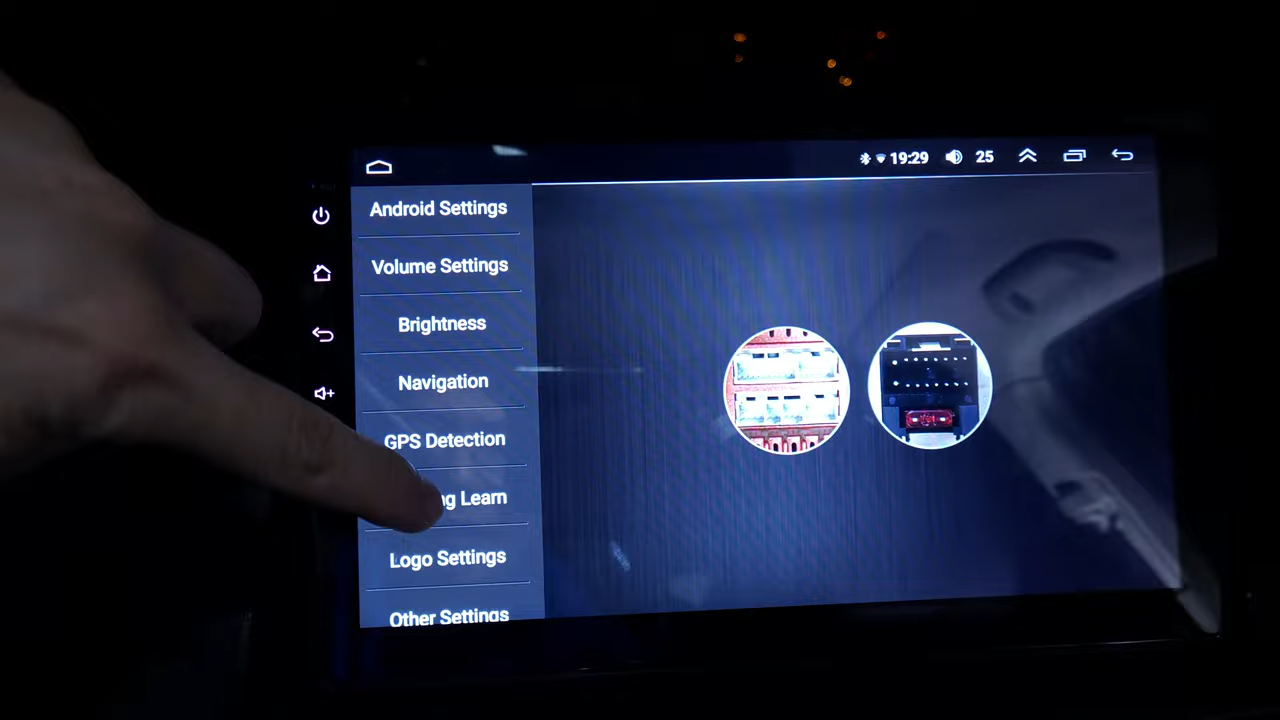 19:29 25
Android Settings
Volume Settings
Brightness
Navigation
GPS Detection
Learn
Logo Settings
Other Settings